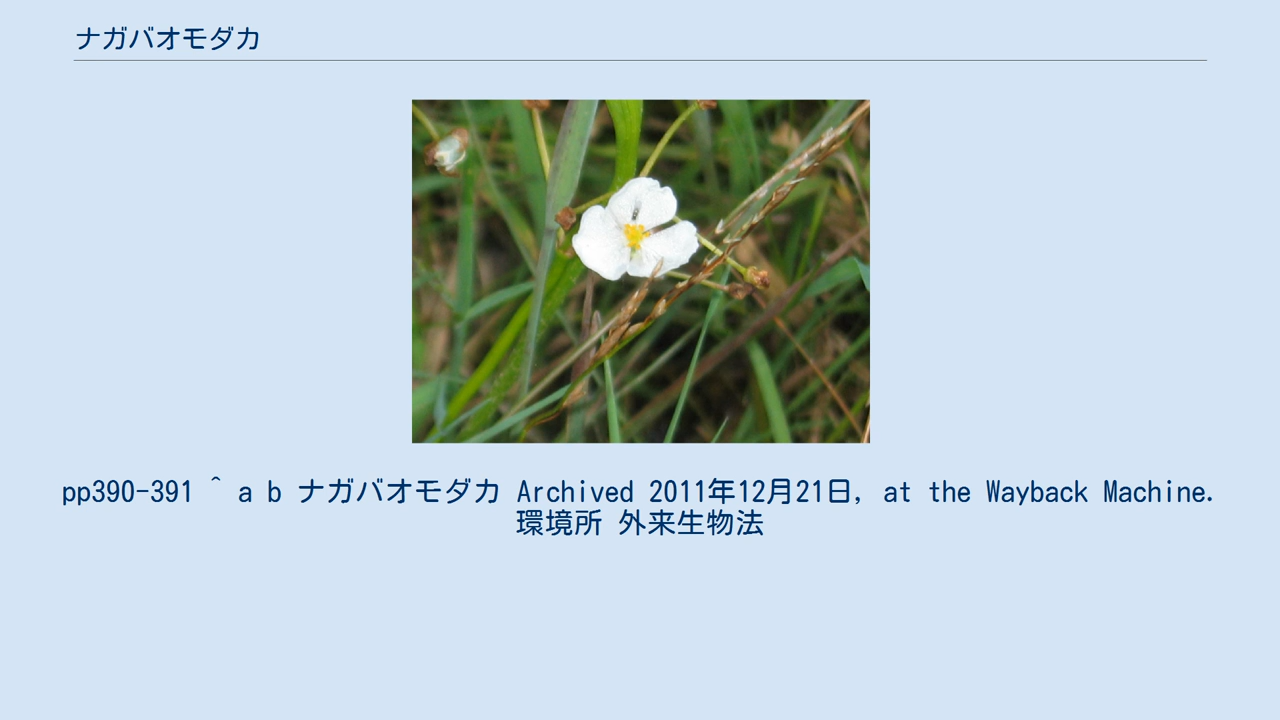 ナガバオモダカ
pp390-391 ^ a b ナガバオモダカ Archived 2011年12月21日, at the Wayback Machine.
環境所 外来生物法